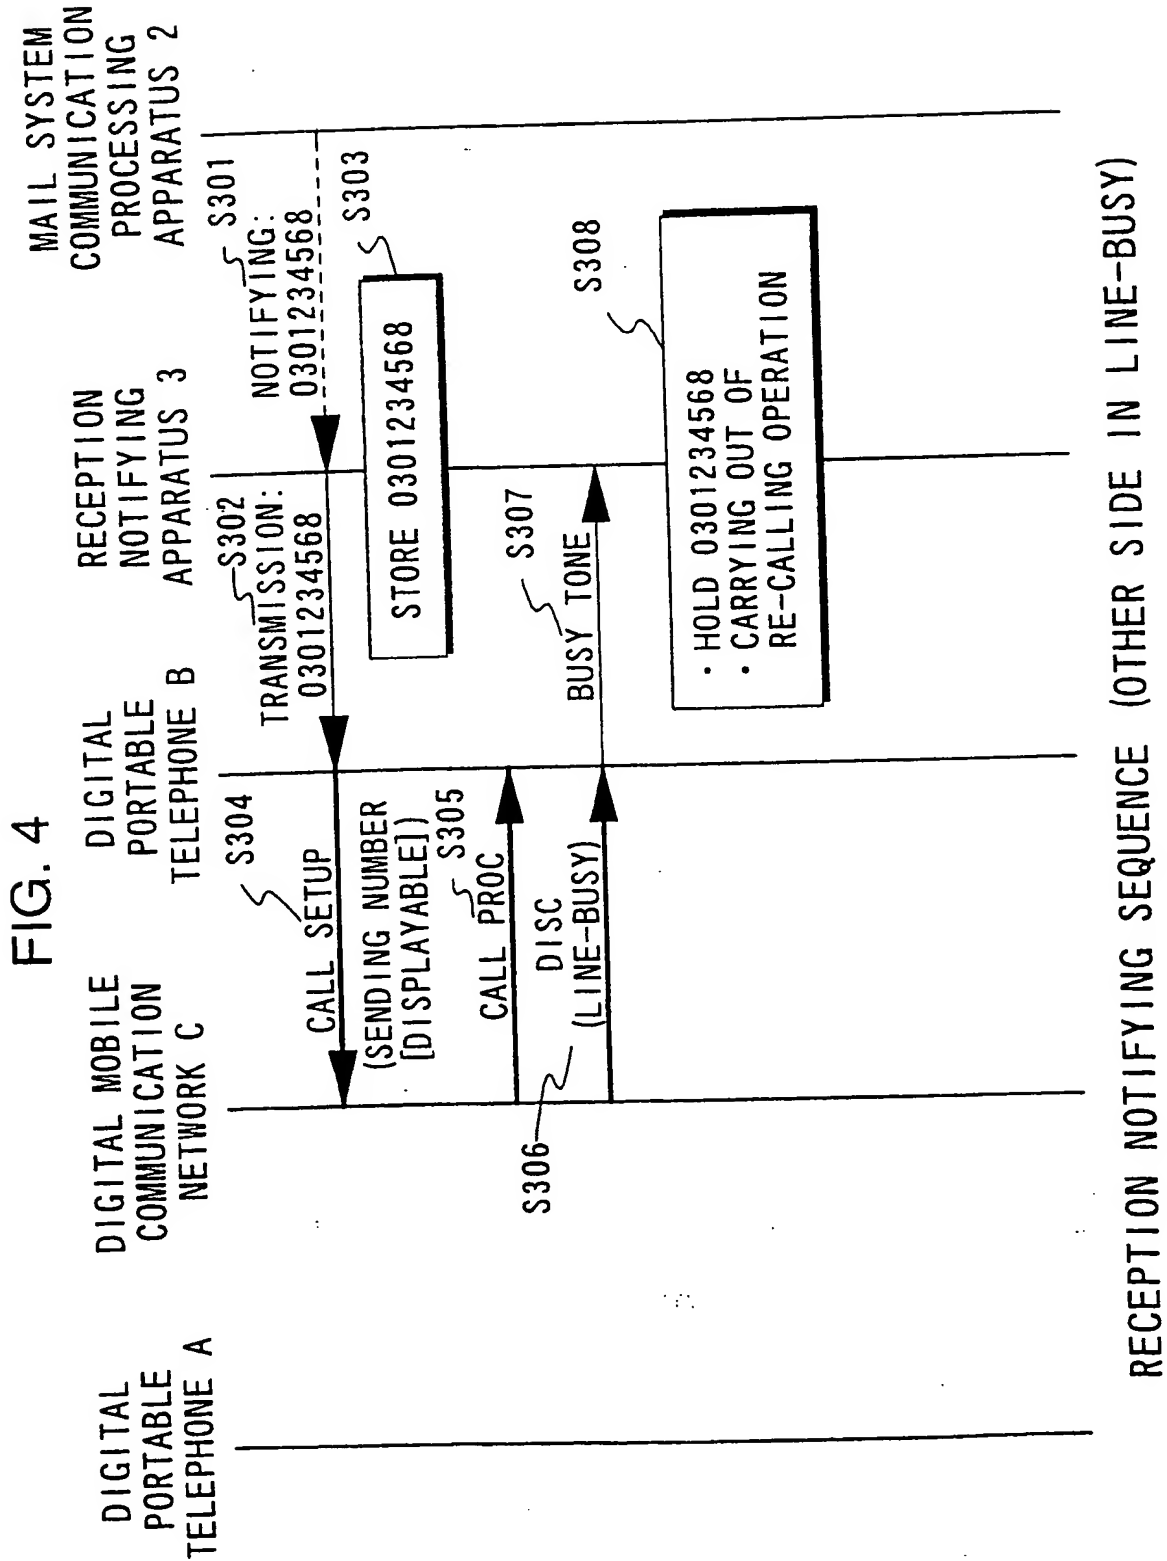 FIG. 4
DIGITAL
PORTABLE
TELEPHONE A
DIGITAL MOBILE
COMMUNICATION
NETWORK C
DIGITAL
PORTABLE
TELEPHONE B
RECEPTION
NOTIFYING
APPARATUS 3
MAIL SYSTEM
COMMUNICATION
PROCESSING
APPARATUS 2
S301
NOTIFYING:
0301234568
S302
TRANSMISSION:
0301234568
S303
STORE 0301234568
S304
CALL SETUP
(SENDING NUMBER
[DISPLAYABLE])
S305
CALL PROC
S306
DISC
(LINE-BUSY)
S307
BUSY TONE
S308
· HOLD 0301234568
· CARRYING OUT OF
RE-CALLING OPERATION
RECEPTION NOTIFYING SEQUENCE (OTHER SIDE IN LINE-BUSY)